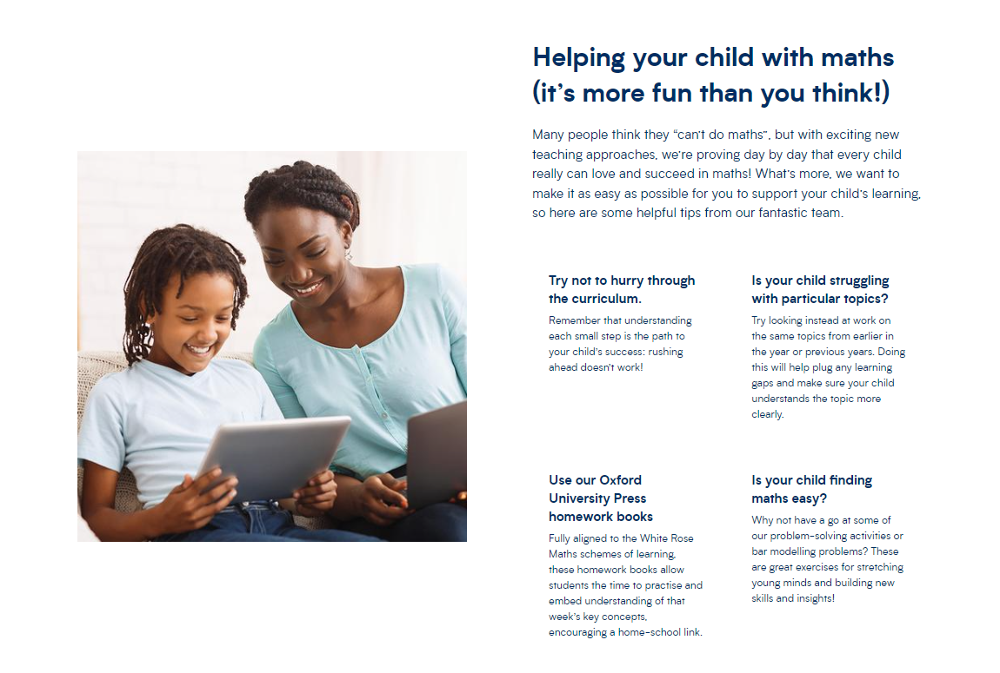 Helping your child with maths
(it's more fun than you think!)
Many people think they “can't do maths”, but with exciting new
teaching approaches, we're proving day by day that every child
really can love and succeed in maths! What's more, we want to
make it as easy as possible for you to support your child's learning,
so here are some helpful tips from our fantastic team.
Try not to hurry through
the curriculum.
Remember that understanding
each small step is the path to
your child's success: rushing
ahead doesn't work!
Is your child struggling
with particular topics?
Try looking instead at work on
the same topics from earlier in
the year or previous years. Doing
this will help plug any learning
gaps and make sure your child
understands the topic more
clearly.
Use our Oxford
University Press
homework books
Fully aligned to the White Rose
Maths schemes of learning,
these homework books allow
students the time to practise and
embed understanding of that
week's key concepts,
encouraging a home-school link.
Is your child finding
maths easy?
Why not have a go at some of
our problem-solving activities or
bar modelling problems? These
are great exercises for stretching
young minds and building new
skills and insights!